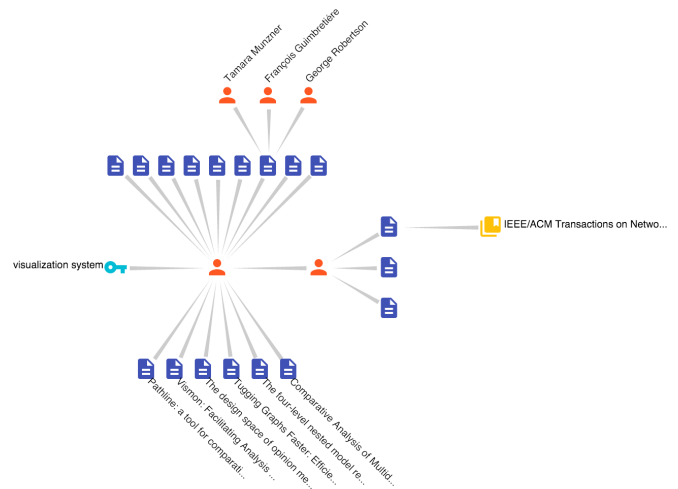 Tamara Munzner
François Guimbretière
George Robertson
IEEE/ACM Transactions on Netwo...
visualization system
Pathline: a tool for comparati...
Vismon: Facilitating Analysis ...
The design space of opinion me...
Tugging Graphs Faster: Efficie...
The four-level nested model re...
Comparative Analysis of Multid...